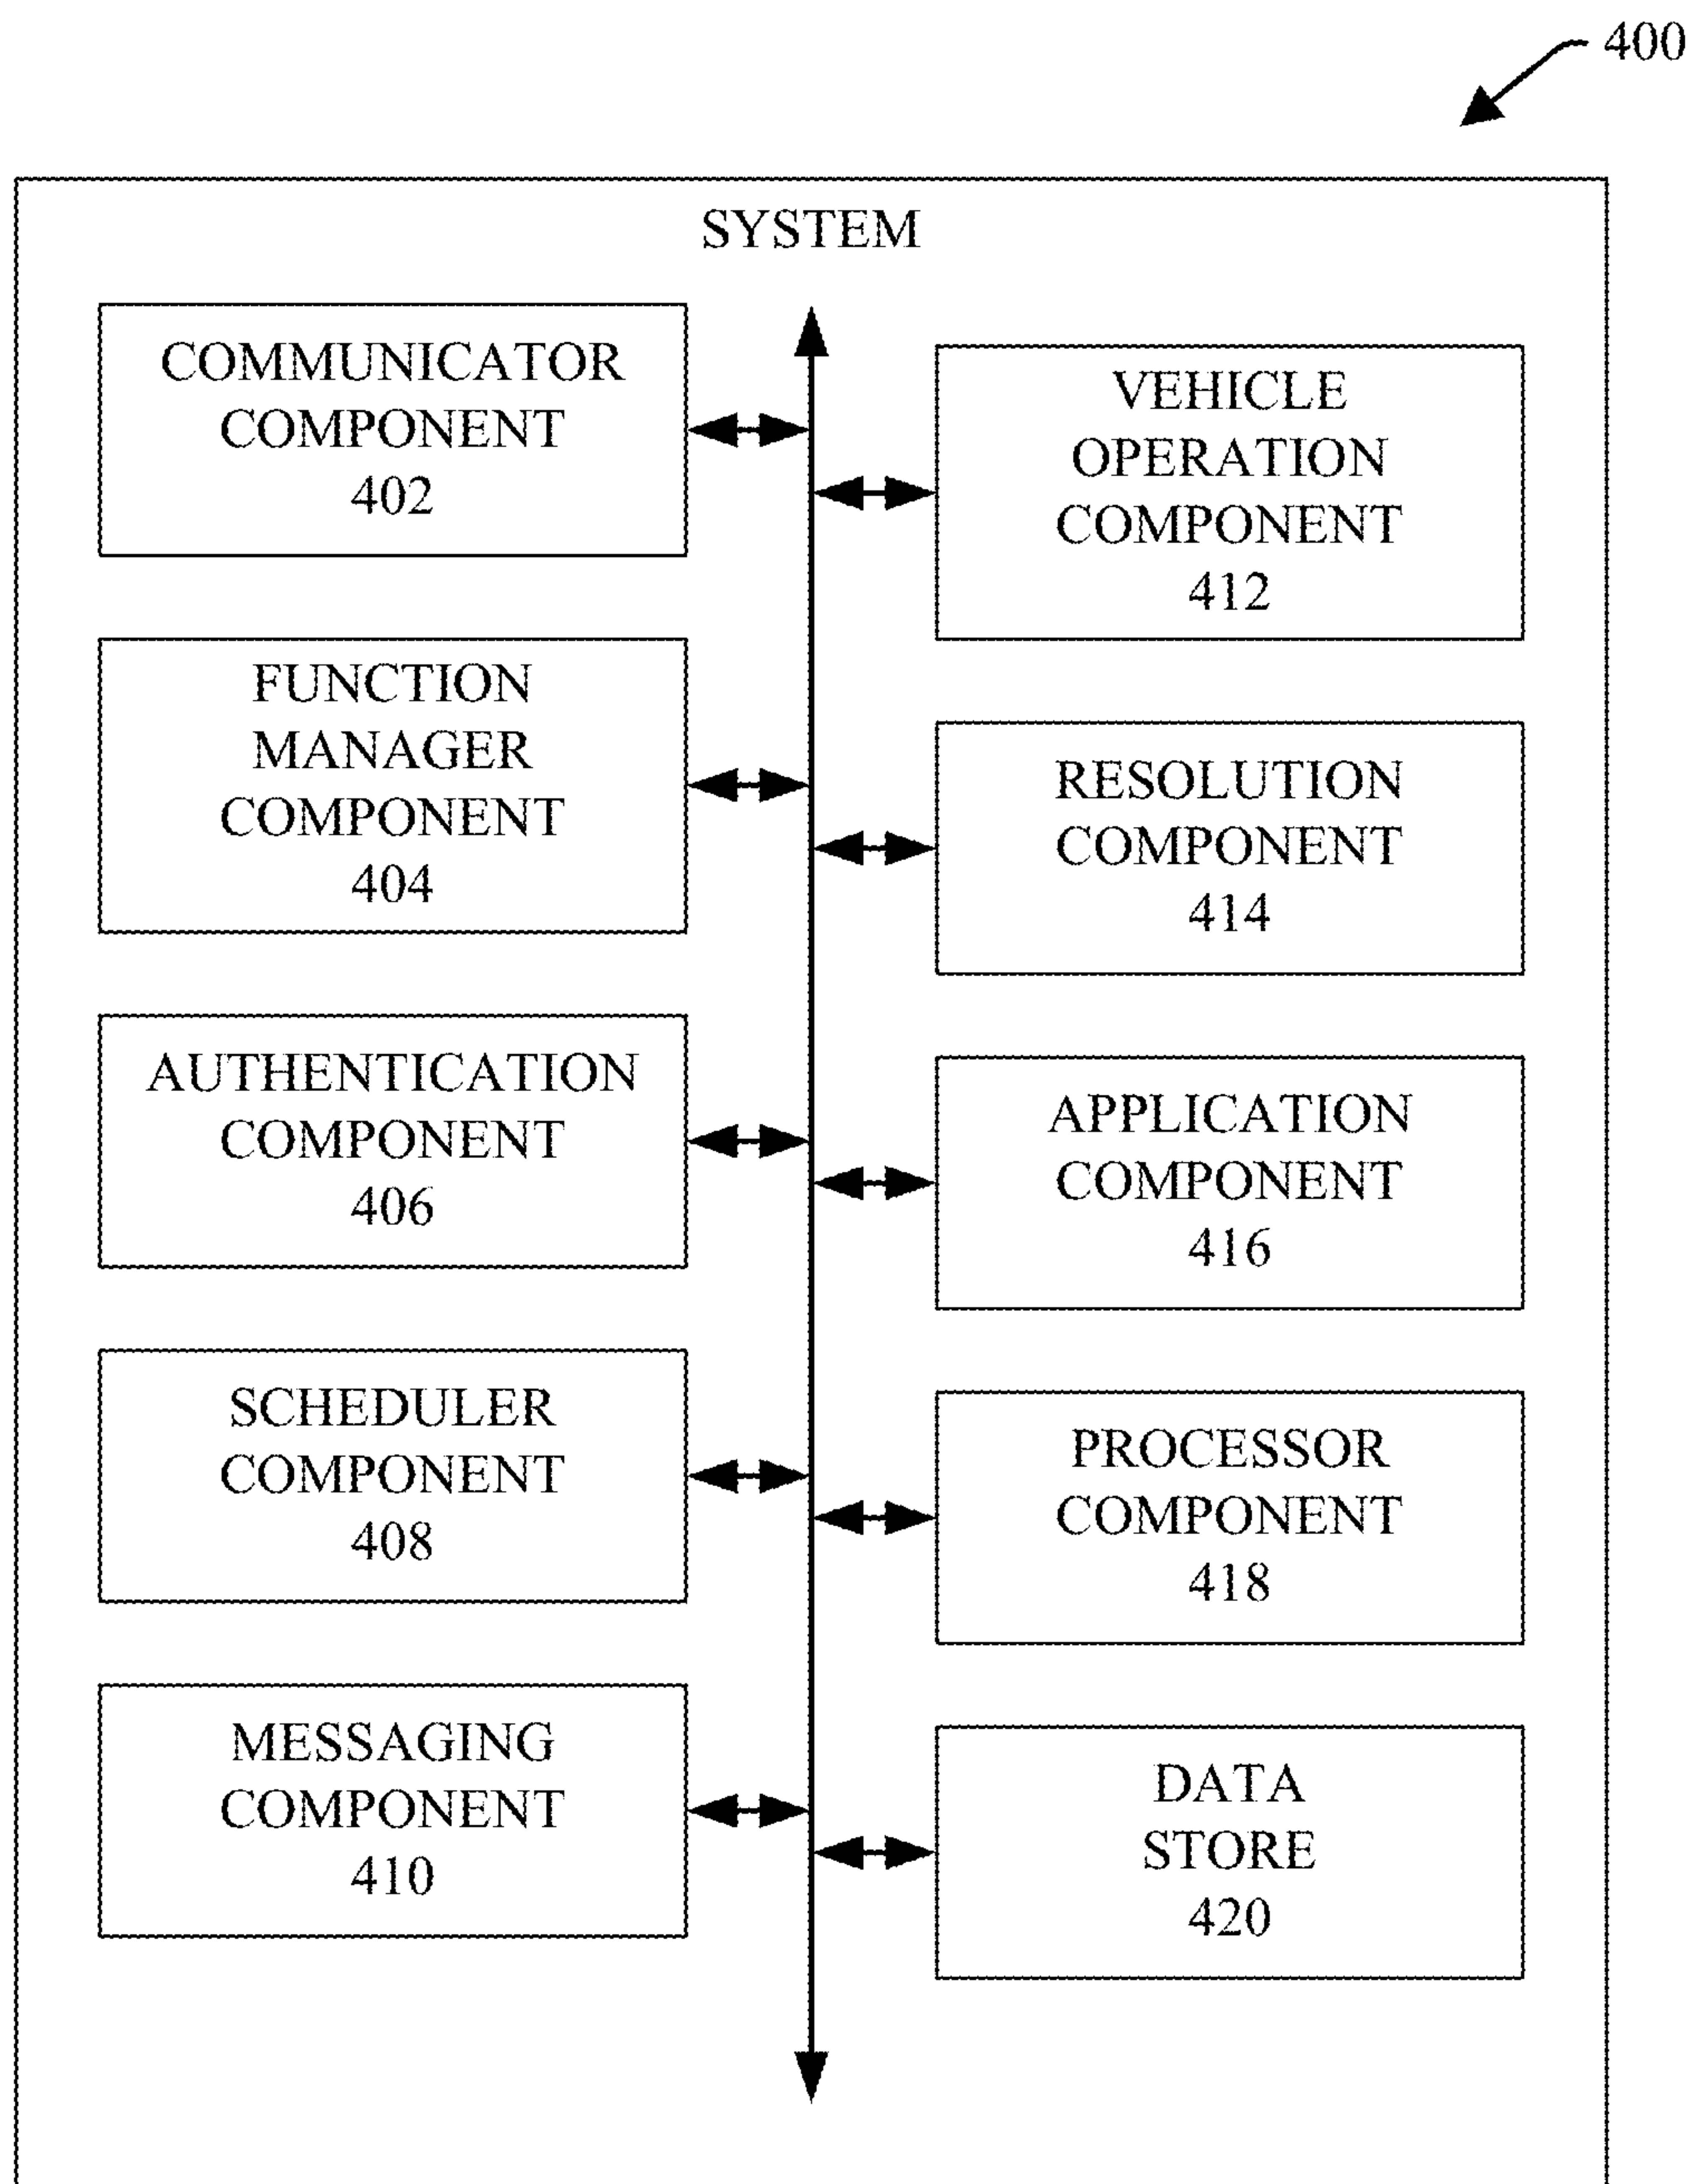 400
SYSTEM
COMMUNICATOR
COMPONENT
402
FUNCTION
MANAGER
COMPONENT
404
AUTHENTICATION
COMPONENT
406
SCHEDULER
COMPONENT
408
MESSAGING
COMPONENT
410
VEHICLE
OPERATION
COMPONENT
412
RESOLUTION
COMPONENT
414
APPLICATION
COMPONENT
416
PROCESSOR
COMPONENT
418
DATA
STORE
420